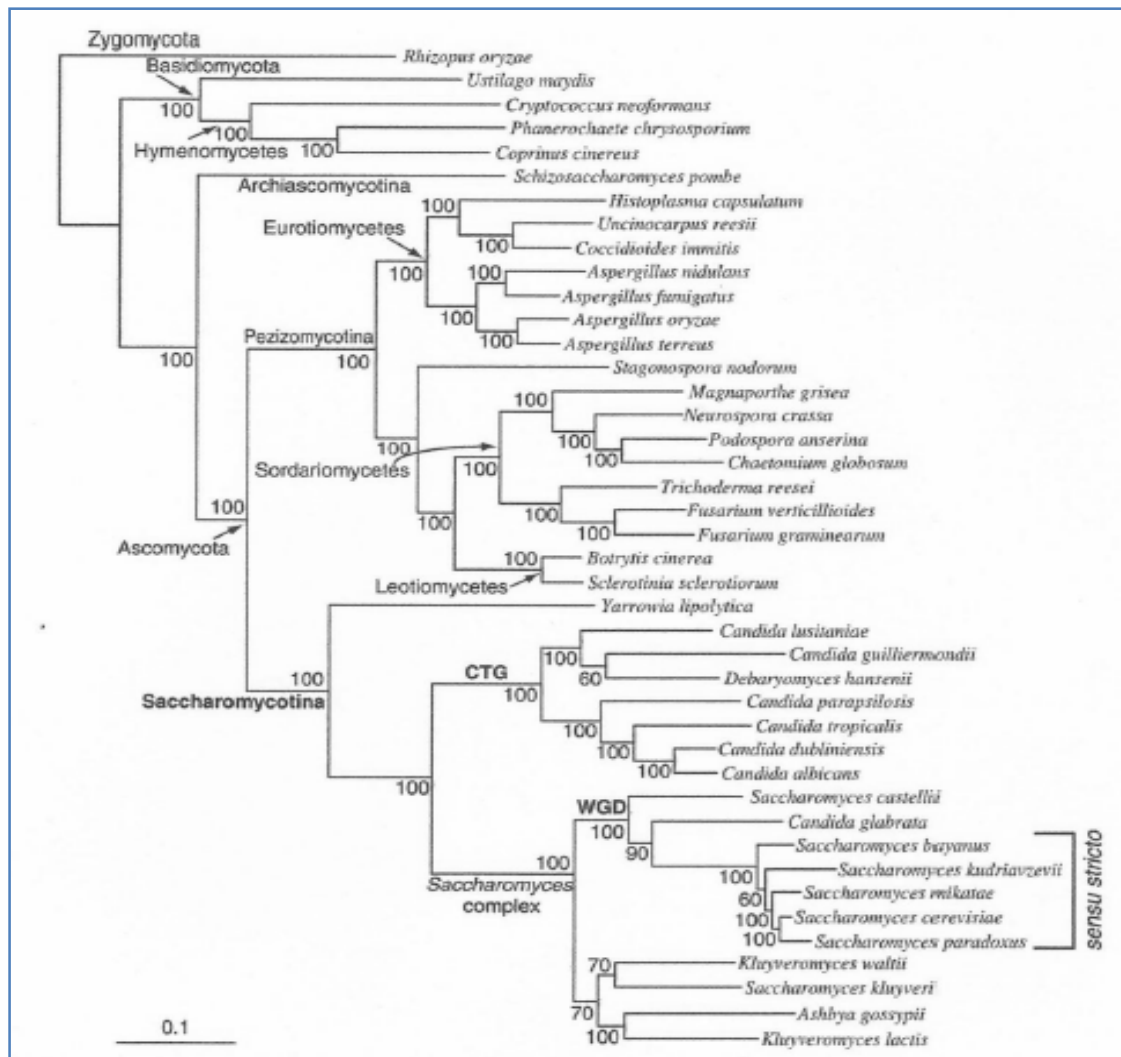 Zygomycota
Rhizopus oryzae
Basidiomycota
Ustilago maydis
100
Cryptococcus neoformans
100
Phanerochaete chrysosporium
Hymenomycetes
100
Coprinus cinereus
Schizosaccharomyces pombe
Archiascomycotina
100
Histoplasma capsulatum
Eurotiomycetes
Uncinocarpus reesii
100
Coccidioides immitis
100
100
Aspergillus nidulans
Aspergillus fumigatus
100
Aspergillus oryzae
100
Aspergillus terreus
Pezizomycotina
100
100
Stagonospora nodorum
Magnaporthe grisea
100
Neurospora crassa
100
Podospora anserina
100
Chaetomium globosum
100
Sordariomycetes
100
Trichoderma reesei
Fusarium verticillioides
100
100
Fusarium graminearum
100
100
Ascomycota
100
Botrytis cinerea
Leotiomycetes
Sclerotinia sclerotiorum
Yarrowia lipolytica
Candida lusitaniae
100
Candida guilliermondii
CTG
60
Debaryomyces hansenii
100
100
Saccharomycotina
Candida parapsilosis
100
Candida tropicalis
100
Candida dubliniensis
100
Candida albicans
100
Saccharomyces castellii
WGD
100
Candida glabrata
90
Saccharomyces bayanus
100
Saccharomyces kudriavzevii
60
Saccharomyces mikatae
100
Saccharomyces cerevisiae
100
Saccharomyces paradoxus
sensu stricto
100
Saccharomyces
complex
70
Kluyveromyces waltii
Saccharomyces kluyveri
70
Ashbya gossypii
100
Kluyveromyces lactis
0.1